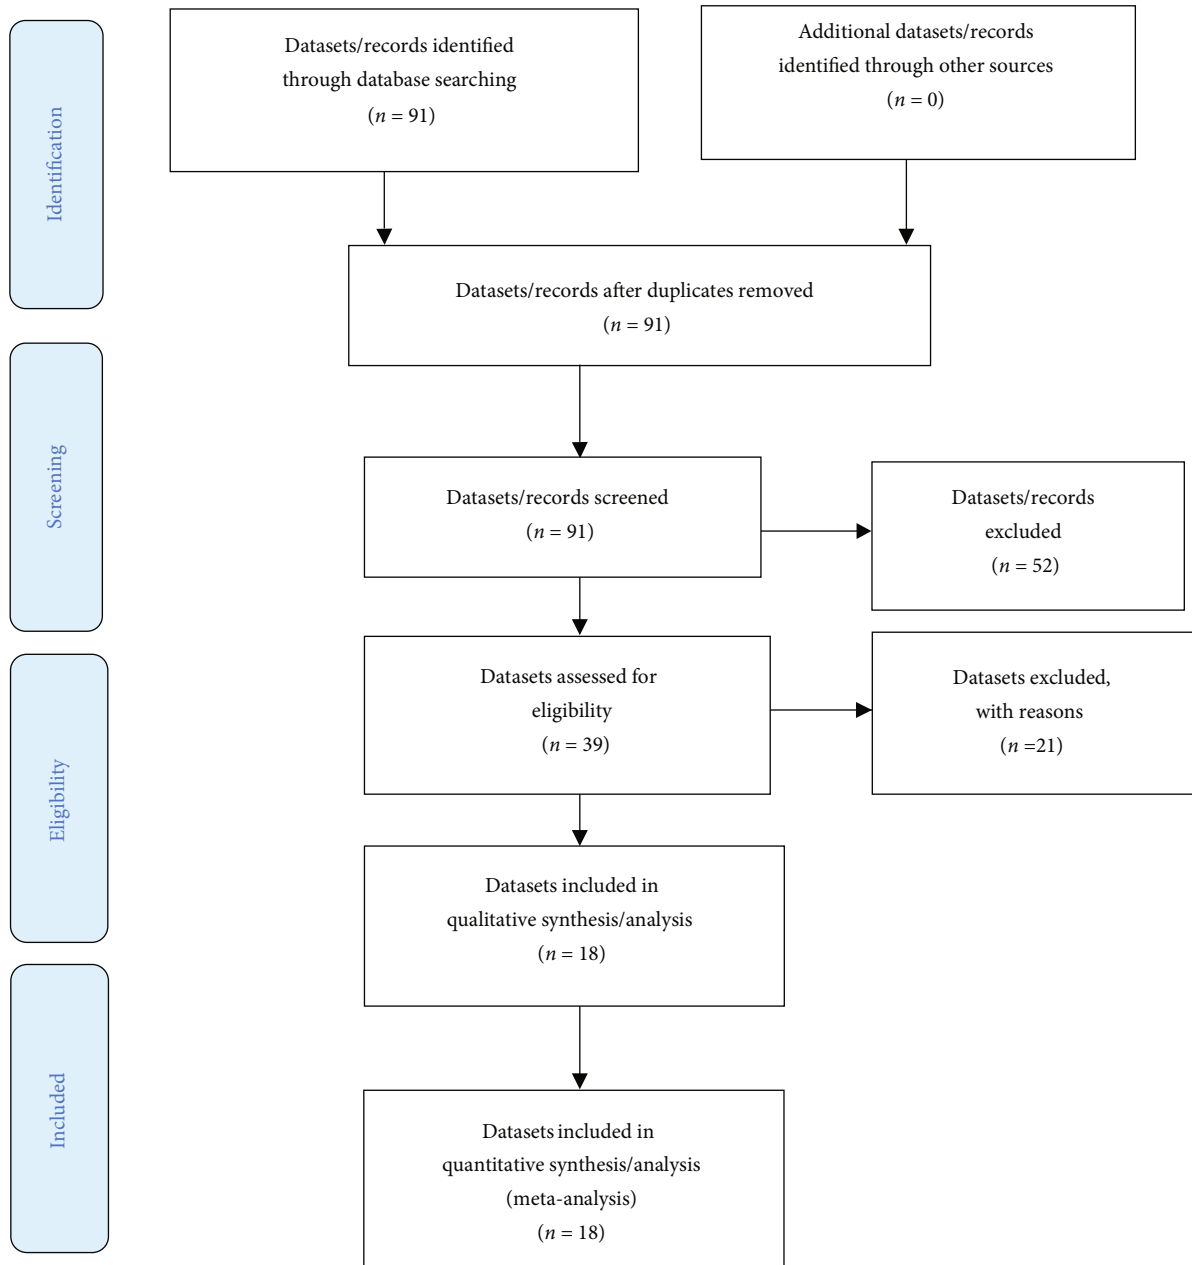 Identification
Datasets/records identified
through database searching
(n = 91)
Additional datasets/records
identified through other sources
(n = 0)
Datasets/records after duplicates removed
(n = 91)
Screening
Datasets/records screened
(n = 91)
Datasets/records
excluded
(n = 52)
Eligibility
Datasets assessed for
eligibility
(n = 39)
Datasets excluded,
with reasons
(n =21)
Datasets included in
qualitative synthesis/analysis
(n = 18)
Included
Datasets included in
quantitative synthesis/analysis
(meta-analysis)
(n = 18)